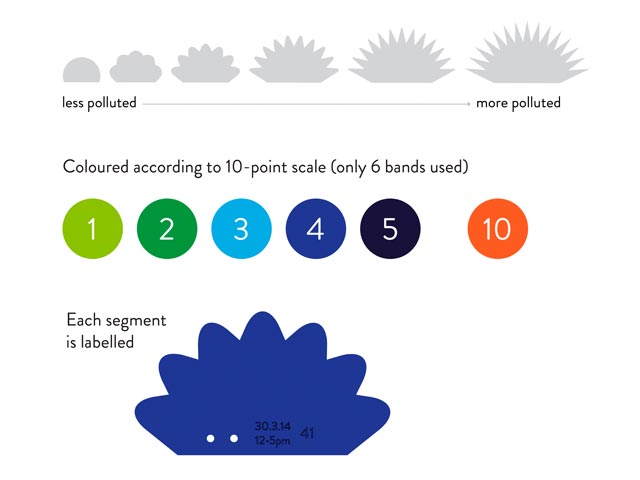 less polluted
more polluted
Coloured according to 10-point scale (only 6 bands used)
1
2
3
4
5
10
Each segment
is labelled
30.3.14
12-5pm
41